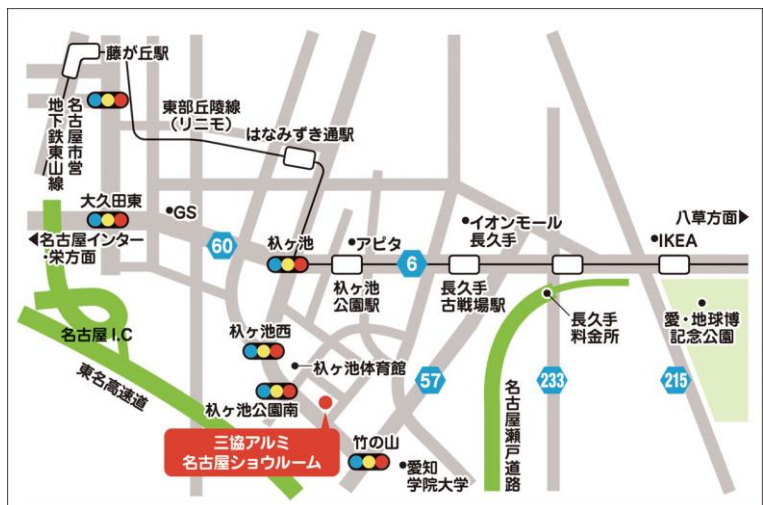 藤が丘駅
名古屋市営
地下鉄東山線
東部丘陵線
（リニモ）
はなみずき通駅
大久田東
•GS
◀名古屋インター
・栄方面
60
杁ヶ池
•アピタ
•イオンモール
長久手
八草方面▶
•IKEA
6
杁ヶ池
公園駅
長久手
古戦場駅
長久手
料金所
愛・地球博
記念公園
名古屋I.C
東名高速道
杁ヶ池西
杁ヶ池体育館
杁ヶ池公園南
57
233
215
名古屋瀬戸道路
三協アルミ
名古屋ショウルーム
竹の山
•愛知
学院大学